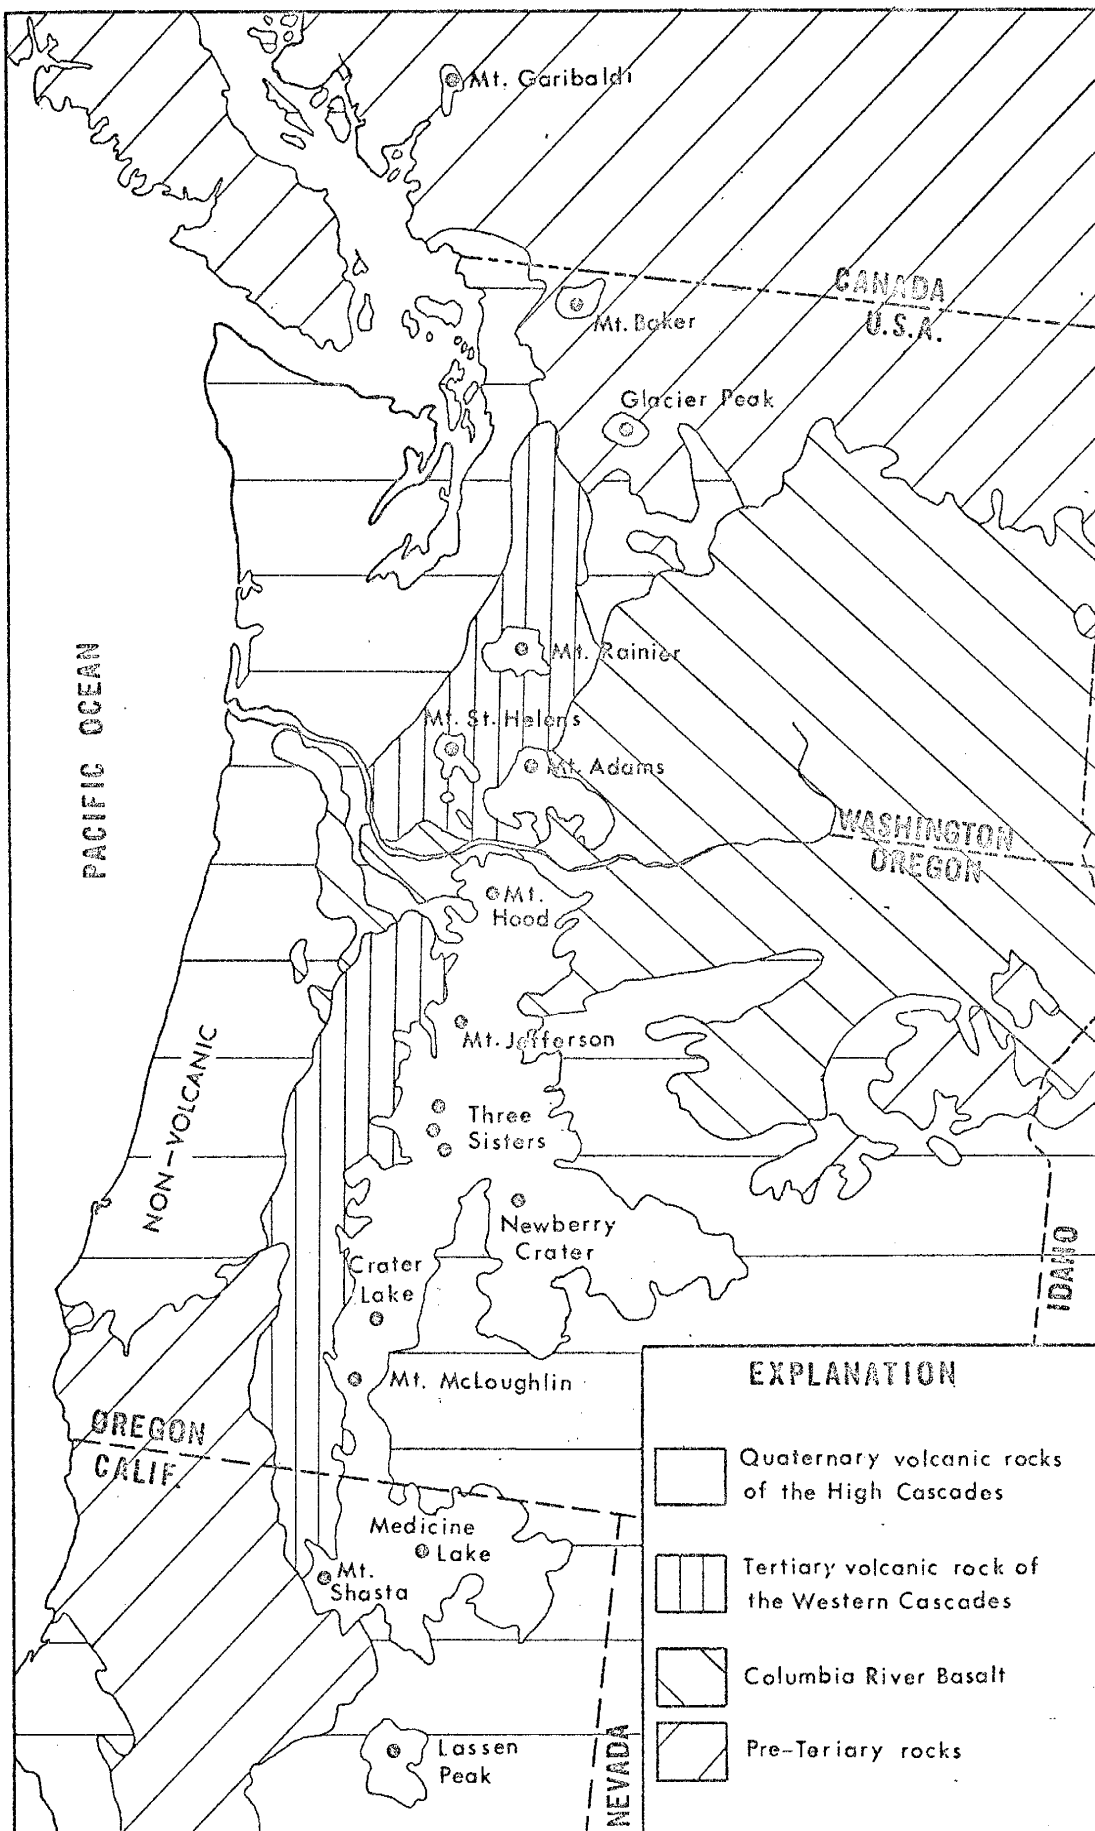 Mt. Garibaldi
CANADA
U.S.A.
Mt. Baker
Glacier Peak
Mt. Rainier
Mt. St. Helens
Mt. Adams
PACIFIC OCEAN
WASHINGTON
OREGON
Mt.
Hood
Mt. Jefferson
NON-VOLCANIC
Three
Sisters
Newberry
Crater
Crater
Lake
IDAHO
Mt. McLoughlin
OREGON
CALIF.
Medicine
Lake
Mt.
Shasta
Lassen
Peak
NEVADA
EXPLANATION
Quaternary volcanic rocks
of the High Cascades
Tertiary volcanic rock of
the Western Cascades
Columbia River Basalt
Pre-Tertiary rocks